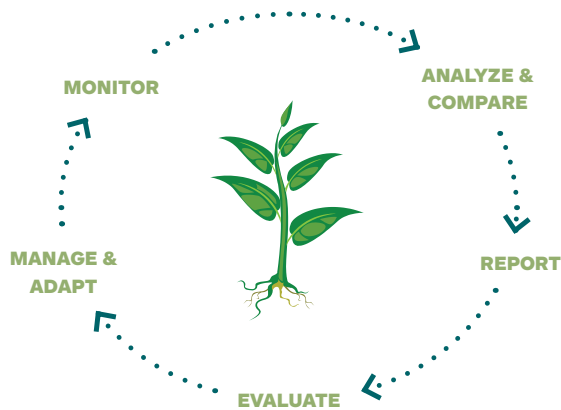 MONITOR
ANALYZE &
COMPARE
REPORT
EVALUATE
MANAGE &
ADAPT